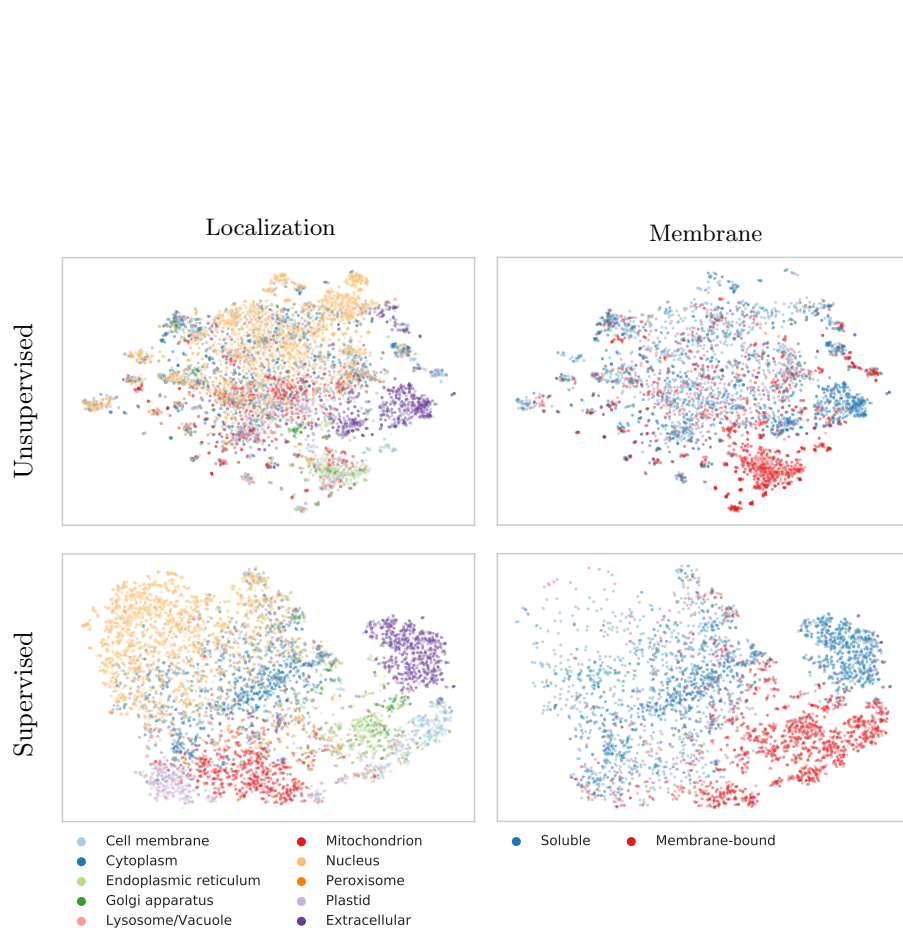 Localization
Membrane
Unsupervised
Supervised
Cell membrane
Cytoplasm
Endoplasmic reticulum
Golgi apparatus
Lysosome/Vacuole
Mitochondrion
Nucleus
Peroxisome
Plastid
Extracellular
Soluble
Membrane-bound